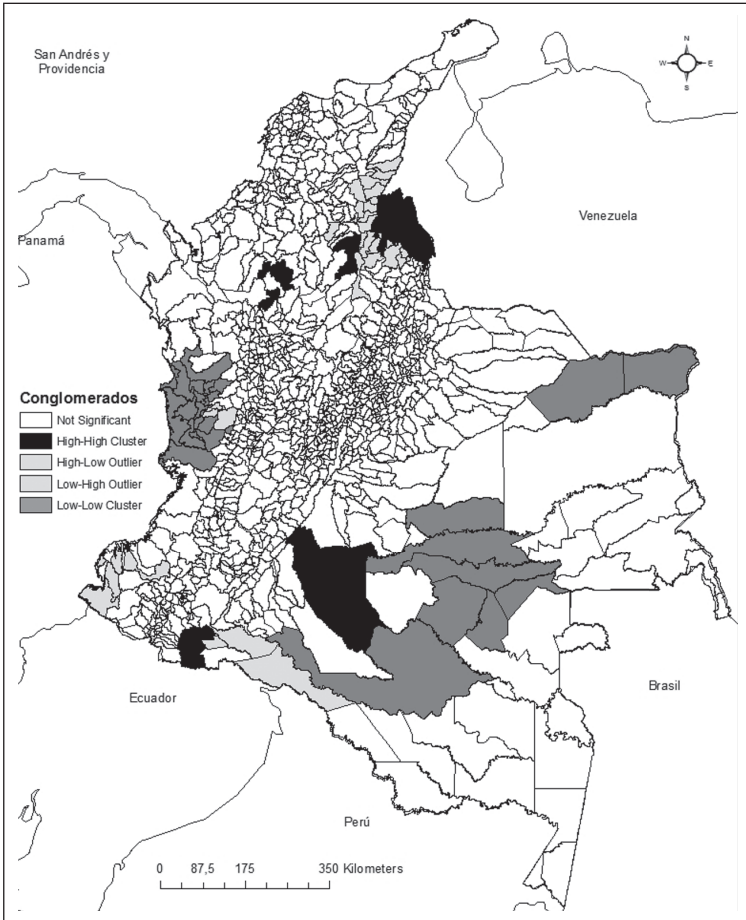 San Andrés y
Providencia
N
W
E
S
Venezuela
Panamá
Conglomerados
Not Significant
High-High Cluster
High-Low Outlier
Low-High Outlier
Low-Low Cluster
Ecuador
Brasil
Perú
0 87,5 175 350 Kilometers